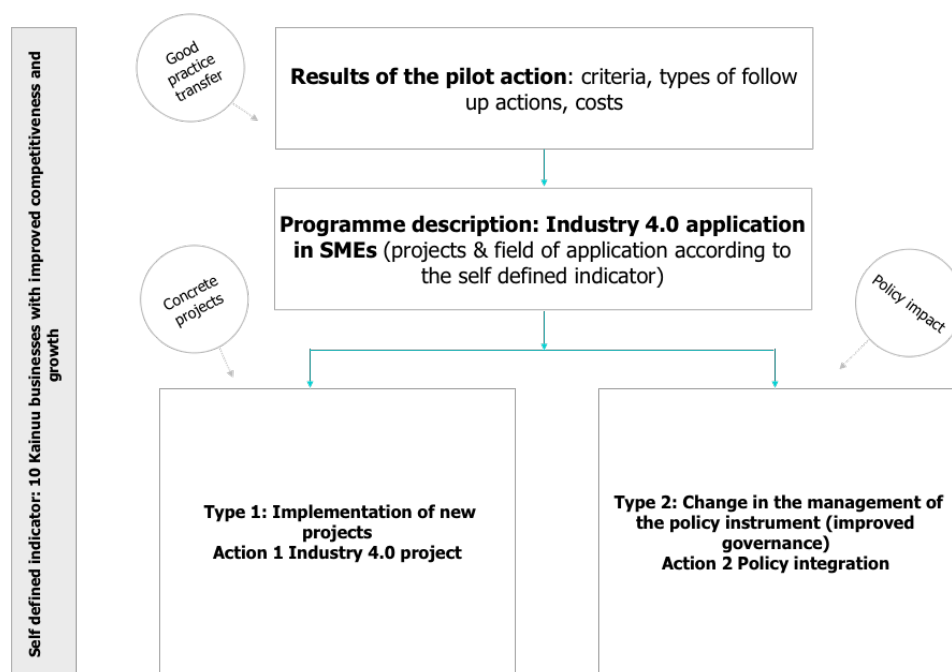 Self defined indicator: 10 Kainuu businesses with improved competitiveness and
growth
Good
practice
transfer
Results of the pilot action: criteria, types of follow
up actions, costs
Programme description: Industry 4.0 application
in SMEs (projects & field of application according to
the self defined indicator)
Concrete
projects
Policy impact
Type 1: Implementation of new
projects
Action 1 Industry 4.0 project
Type 2: Change in the management of
the policy instrument (improved
governance)
Action 2 Policy integration